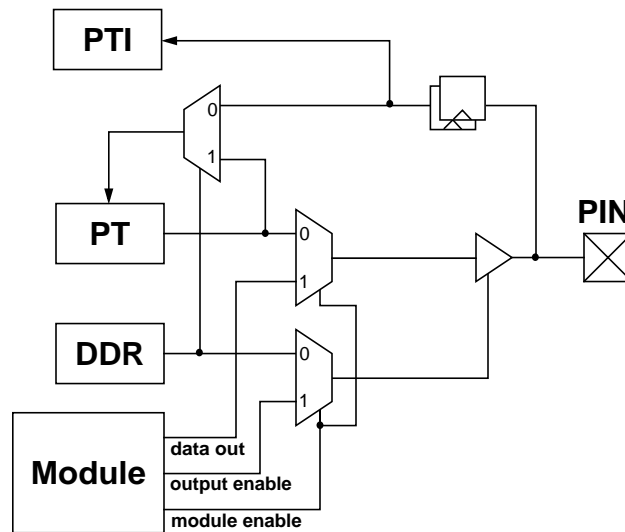 PTI
0
1
PIN
PT
0
1
DDR
0
1
Module
data out
output enable
module enable